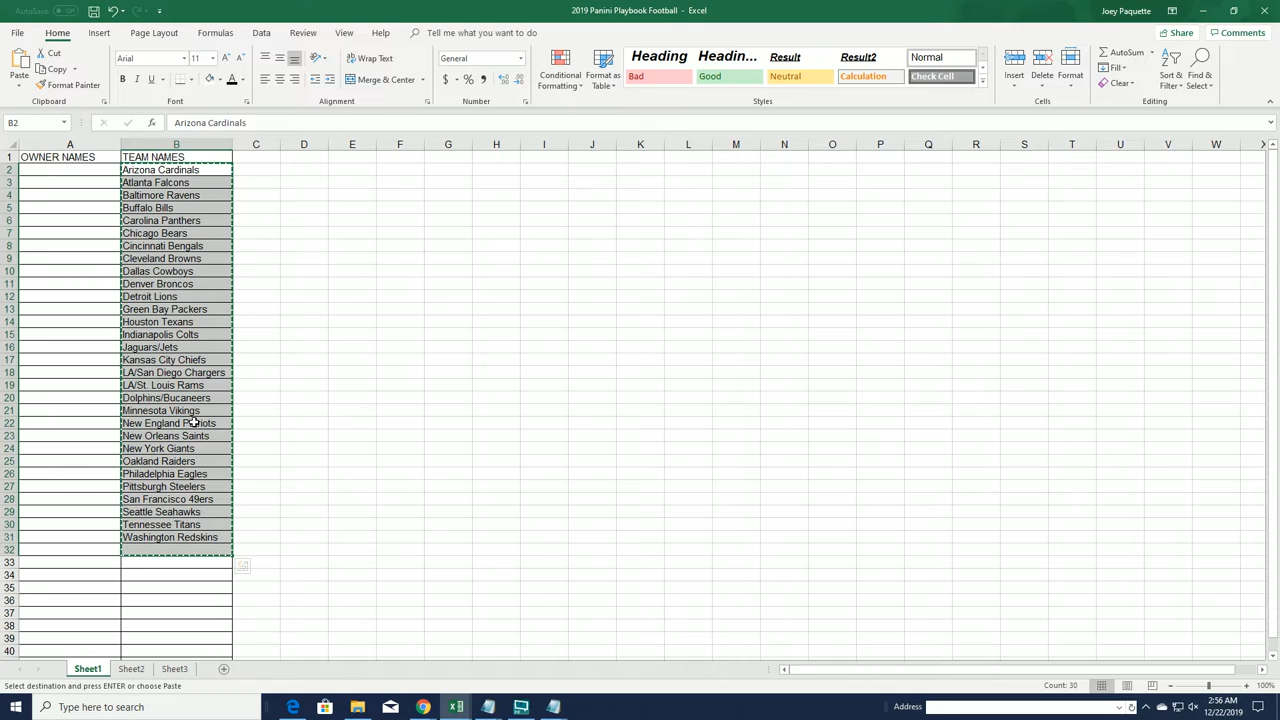 AutoSave Off
2019 Panini Playbook Football - Excel
Joey Paquette
File Home Insert Page Layout Formulas Data Review View Help Tell me what you want to do
Share Comments
Paste
Cut
Copy
Format Painter
Clipboard
Arial 11
B I U
Font
Wrap Text
Merge & Center
Alignment
General
$ % 9
Number
Conditional Formatting
Format as Table
Heading Headin... Result Result2 Normal
Bad Good Neutral Calculation Check Cell
Styles
Insert Delete Format
Cells
AutoSum
Fill
Clear
Sort & Filter
Find & Select
Editing
B2
fx
Arizona Cardinals
A B C D E F G H I J K L M N O P Q R S T U V W X
1 OWNER NAMES TEAM NAMES
2 Arizona Cardinals
3 Atlanta Falcons
4 Baltimore Ravens
5 Buffalo Bills
6 Carolina Panthers
7 Chicago Bears
8 Cincinnati Bengals
9 Cleveland Browns
10 Dallas Cowboys
11 Denver Broncos
12 Detroit Lions
13 Green Bay Packers
14 Houston Texans
15 Indianapolis Colts
16 Jaguars/Jets
17 Kansas City Chiefs
18 LA/San Diego Chargers
19 LA/St. Louis Rams
20 Dolphins/Bucaneers
21 Minnesota Vikings
22 New England Patriots
23 New Orleans Saints
24 New York Giants
25 Oakland Raiders
26 Philadelphia Eagles
27 Pittsburgh Steelers
28 San Francisco 49ers
29 Seattle Seahawks
30 Tennessee Titans
31 Washington Redskins
32
33
34
35
36
37
38
39
40
Sheet1 Sheet2 Sheet3
Select destination and press ENTER or choose Paste
Count: 30
100%
Type here to search
Address
2:56 AM
12/22/2019